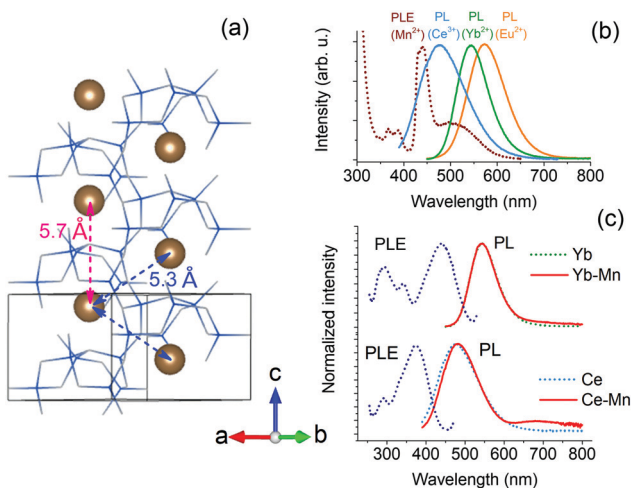 (a)
5.7 Å
5.3 Å
c
a
b
PLE PL PL PL
(Mn²⁺) (Ce³⁺) (Yb²⁺) (Eu²⁺)
(b)
Intensity (arb. u.)
300 400 500 600 700 800
Wavelength (nm)
(c)
PLE
PL
Yb
Yb-Mn
PLE
PL
Ce
Ce-Mn
Normalized intensity
300 400 500 600 700 800
Wavelength (nm)